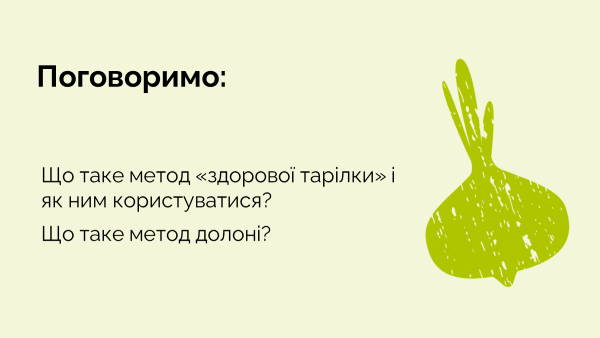 Поговоримо:
Що таке метод «здорової тарілки» і
як ним користуватися?
Що таке метод долоні?